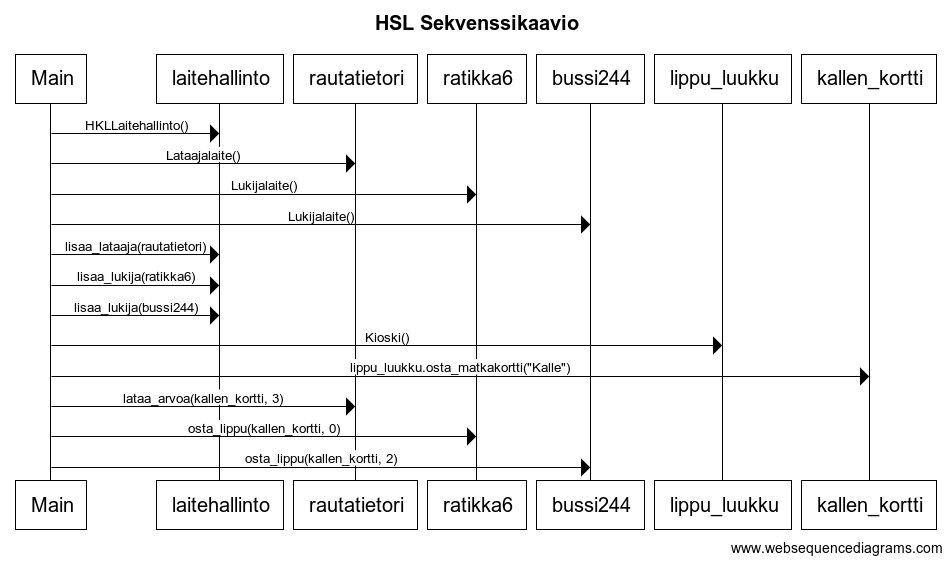 HSL Sekvenssikaavio
Main laitehallinto rautatietori ratikka6 bussi244 lippu_luukku kallen_kortti
HKLLaitehallinto()
Lataajalaite()
Lukijalaite()
Lukijalaite()
lisaa_lataaja(rautatietori)
lisaa_lukija(ratikka6)
lisaa_lukija(bussi244)
Kioski()
lippu_luukku.osta_matkakortti("Kalle")
lataa_arvoa(kallen_kortti, 3)
osta_lippu(kallen_kortti, 0)
osta_lippu(kallen_kortti, 2)
Main laitehallinto rautatietori ratikka6 bussi244 lippu_luukku kallen_kortti
www.websequencediagrams.com